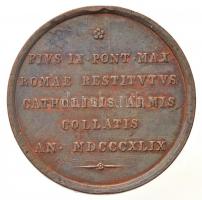 PIVS IX PONT MAX
ROMAE RESTITVTVS
CATHOLICIS ARMIS
COLLATIS
AN· MDCCCXLIX